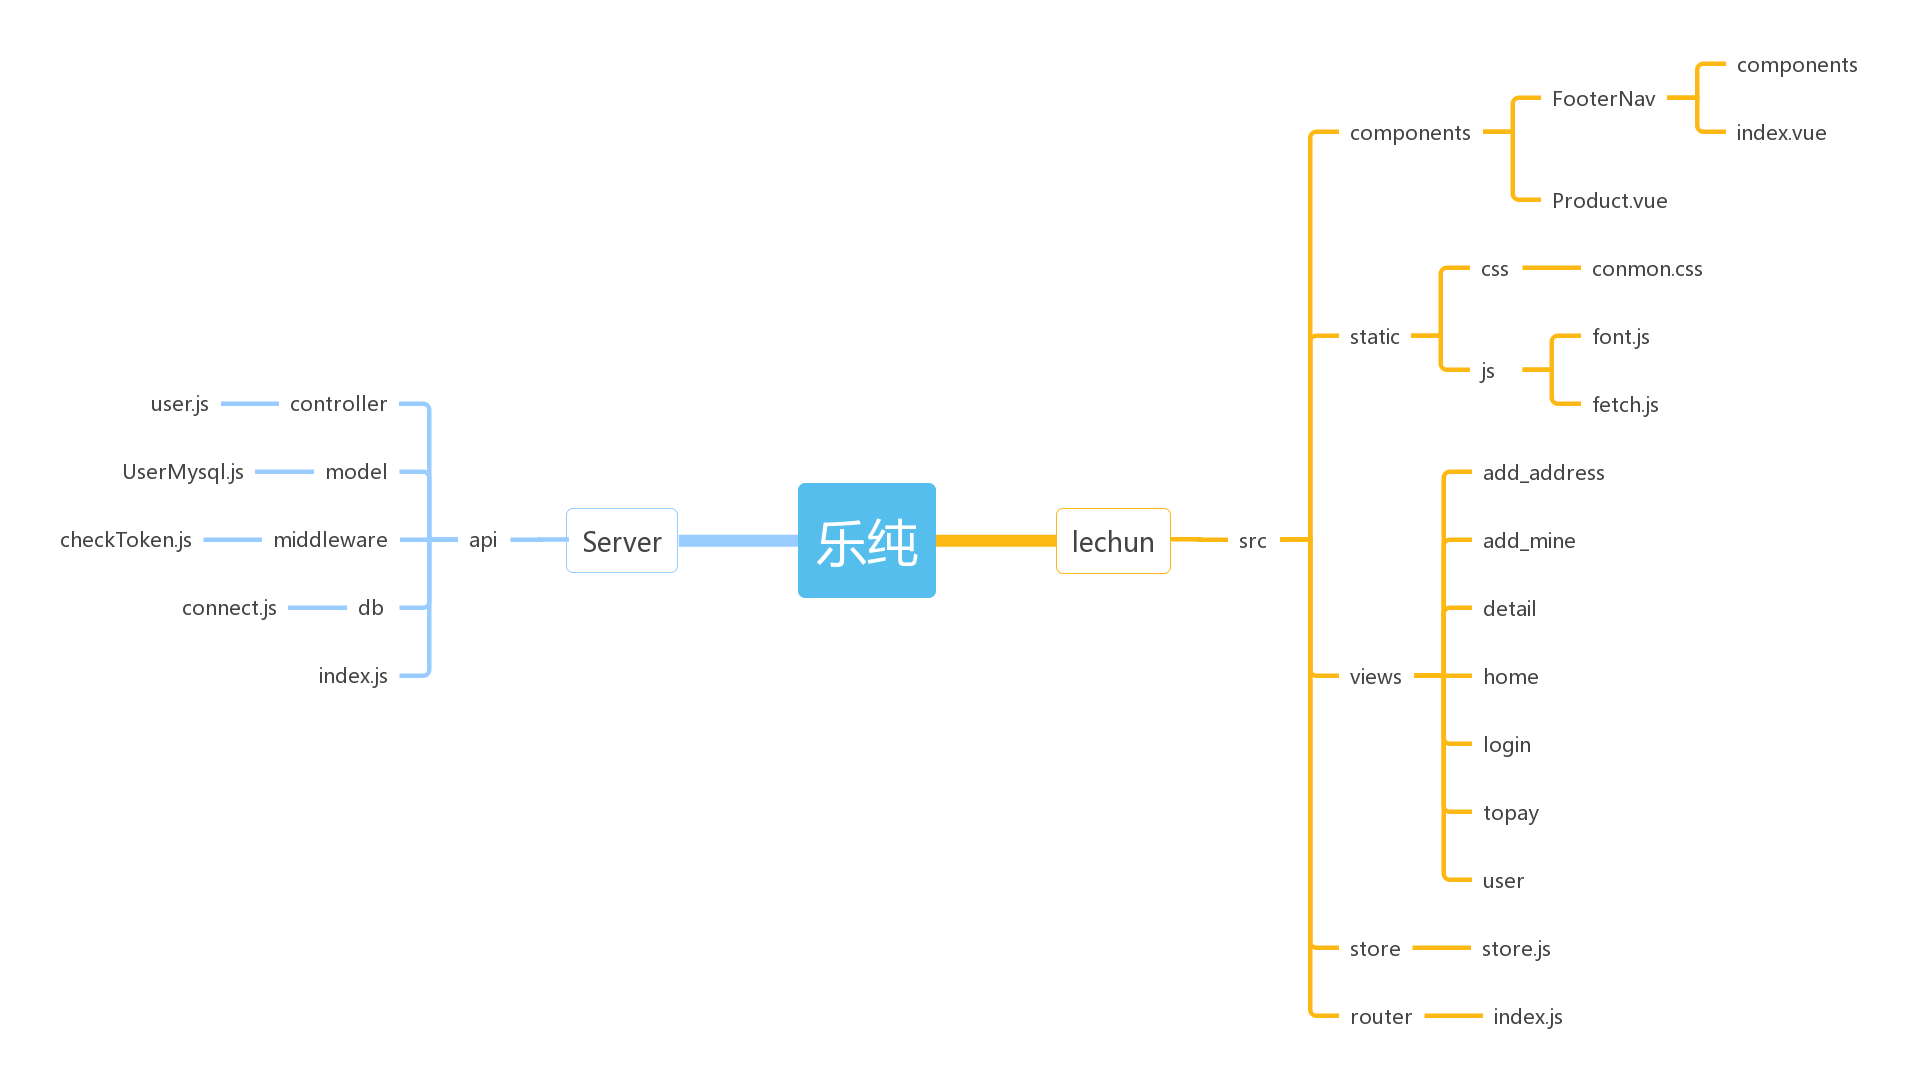 乐纯
Server
api
controller
user.js
model
UserMysql.js
middleware
checkToken.js
db
connect.js
index.js
lechun
src
components
FooterNav
components
index.vue
Product.vue
static
css
conmon.css
js
font.js
fetch.js
views
add_address
add_mine
detail
home
login
topay
user
store
store.js
router
index.js